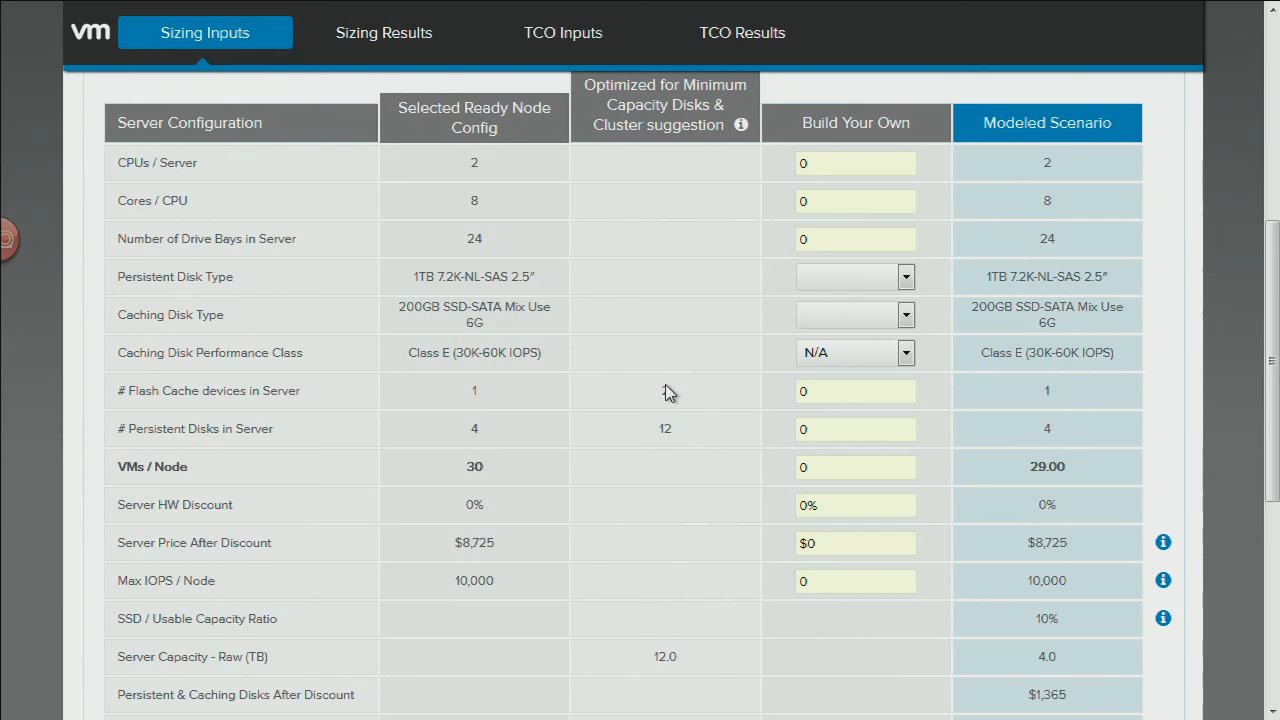 vm Sizing Inputs Sizing Results TCO Inputs TCO Results
Optimized for Minimum
Capacity Disks &
Cluster suggestion i
Selected Ready Node
Config
Server Configuration Build Your Own Modeled Scenario
CPUs / Server 2 0 2
Cores / CPU 8 0 8
Number of Drive Bays in Server 24 0 24
Persistent Disk Type 1TB 7.2K-NL-SAS 2.5" 1TB 7.2K-NL-SAS 2.5"
Caching Disk Type 200GB SSD-SATA Mix Use 6G 200GB SSD-SATA Mix Use 6G
Caching Disk Performance Class Class E (30K-60K IOPS) N/A Class E (30K-60K IOPS)
# Flash Cache devices in Server 1 0 1
# Persistent Disks in Server 4 12 0 4
VMs / Node 30 0 29.00
Server HW Discount 0% 0% 0%
Server Price After Discount $8,725 $0 $8,725 i
Max IOPS / Node 10,000 0 10,000 i
SSD / Usable Capacity Ratio 10% i
Server Capacity - Raw (TB) 12.0 4.0
Persistent & Caching Disks After Discount $1,365